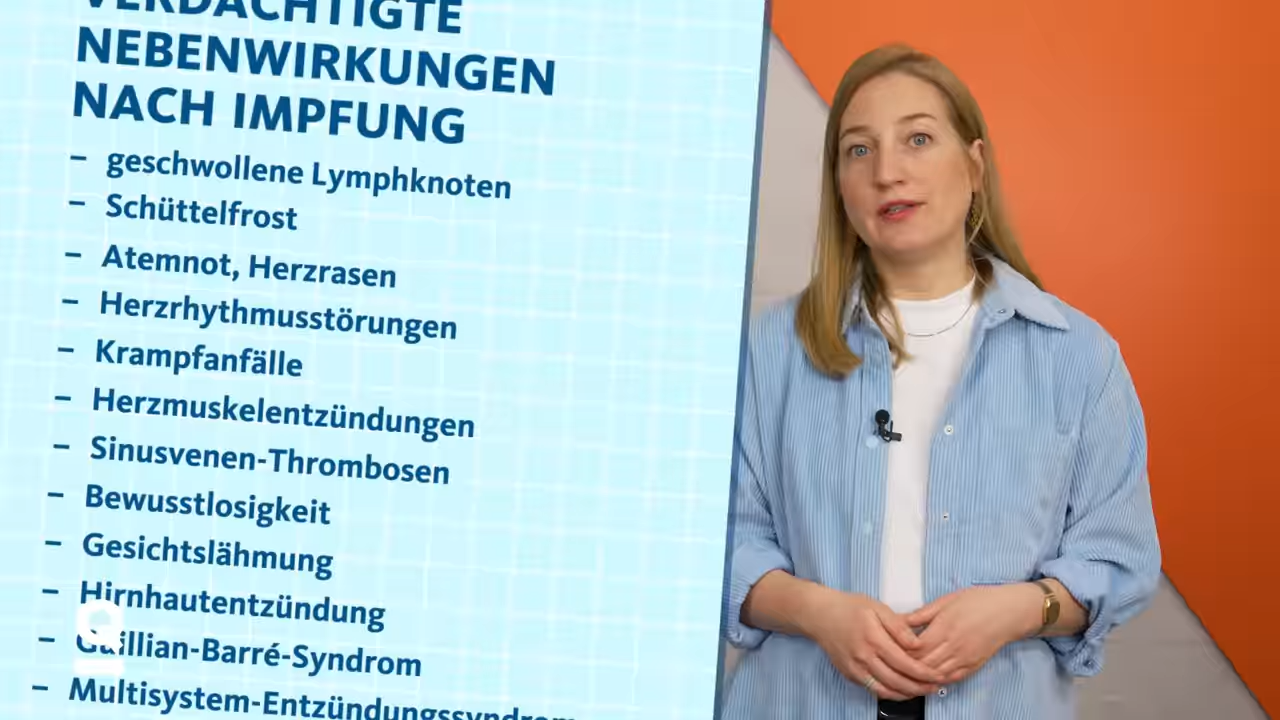 VERDÄCHTIGTE
NEBENWIRKUNGEN
NACH IMPFUNG
– geschwollene Lymphknoten
– Schüttelfrost
– Atemnot, Herzrasen
– Herzrhythmusstörungen
– Krampfanfälle
– Herzmuskelentzündungen
– Sinusvenen-Thrombosen
– Bewusstlosigkeit
– Gesichtslähmung
– Hirnhautentzündung
– Guillian-Barré-Syndrom
– Multisystem-Entzündungssyndrom